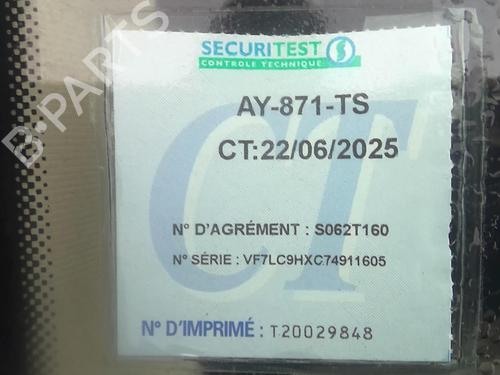 SECURITEST
CONTROLE TECHNIQUE
AY-871-TS
CT:22/06/2025
N° D'AGRÉMENT : S062T160
N° SÉRIE : VF7LC9HXC74911605
N° D'IMPRIMÉ : T20029848
CT
B-PARTS